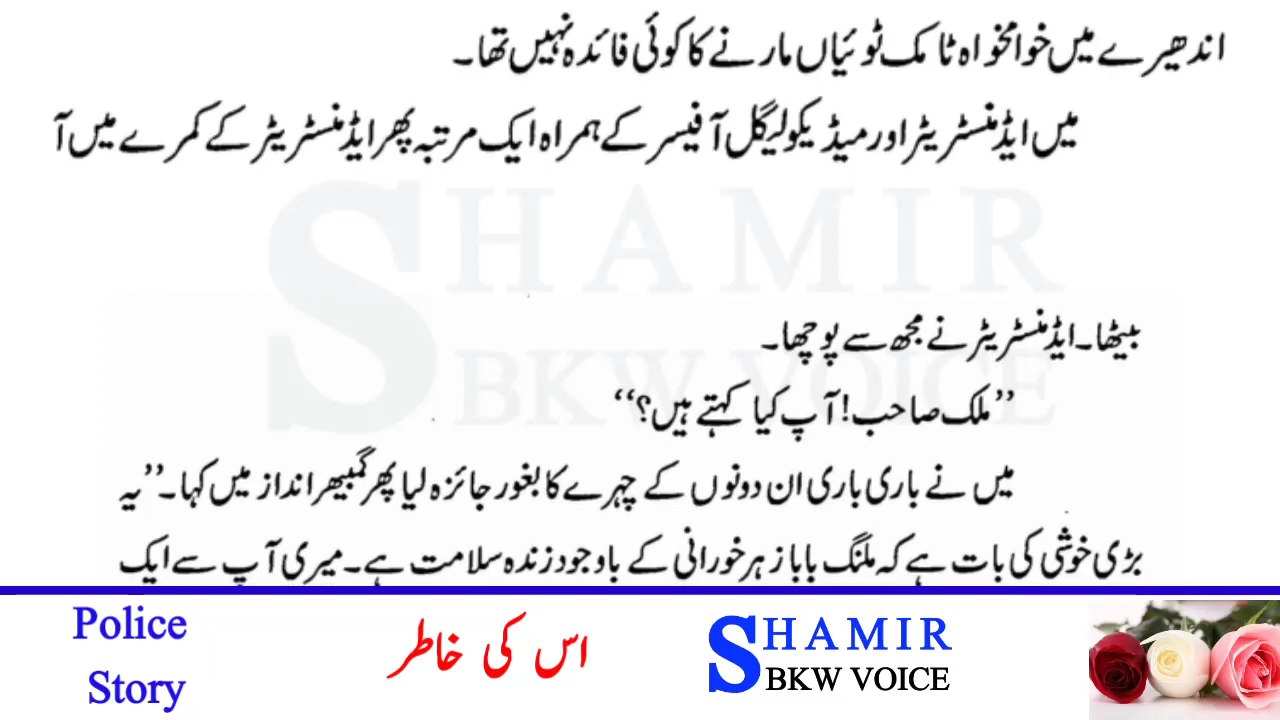 اندھیرے میں خوامخواہ ٹامک ٹوئیاں مارنے کا کوئی فائدہ نہیں تھا۔
میں ایڈمنسٹریٹر اور میڈیکولیگل آفیسر کے ہمراہ ایک مرتبہ پھر ایڈمنسٹریٹر کے کمرے میں آ
SHAMIR
BKW VOICE
بیٹھا۔ ایڈمنسٹریٹر نے مجھ سے پوچھا۔
’’ملک صاحب! آپ کیا کہتے ہیں؟‘‘
میں نے باری باری ان دونوں کے چہرے کا بغور جائزہ لیا پھر گمبھیر انداز میں کہا۔ ’’یہ
بڑی خوشی کی بات ہے کہ ملنگ بابا زہر خورانی کے باوجود زندہ سلامت ہے۔ میری آپ سے ایک
Police
Story
اس کی خاطر
SHAMIR
BKW VOICE